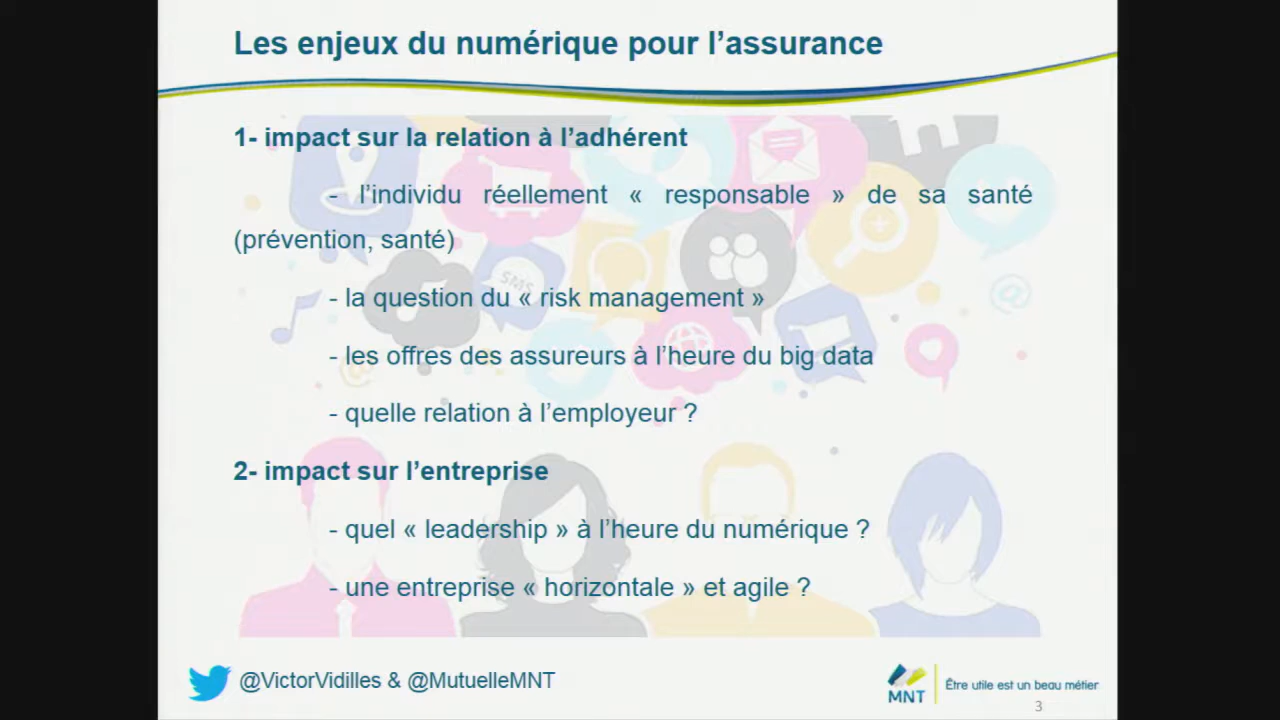 Les enjeux du numérique pour l’assurance
1- impact sur la relation à l’adhérent
- l’individu réellement « responsable » de sa santé
(prévention, santé)
- la question du « risk management »
SMS
- les offres des assureurs à l’heure du big data
- quelle relation à l’employeur ?
2- impact sur l’entreprise
- quel « leadership » à l’heure du numérique ?
- une entreprise « horizontale » et agile ?
@VictorVidilles & @MutuelleMNT
MNT
Être utile est un beau métier
3